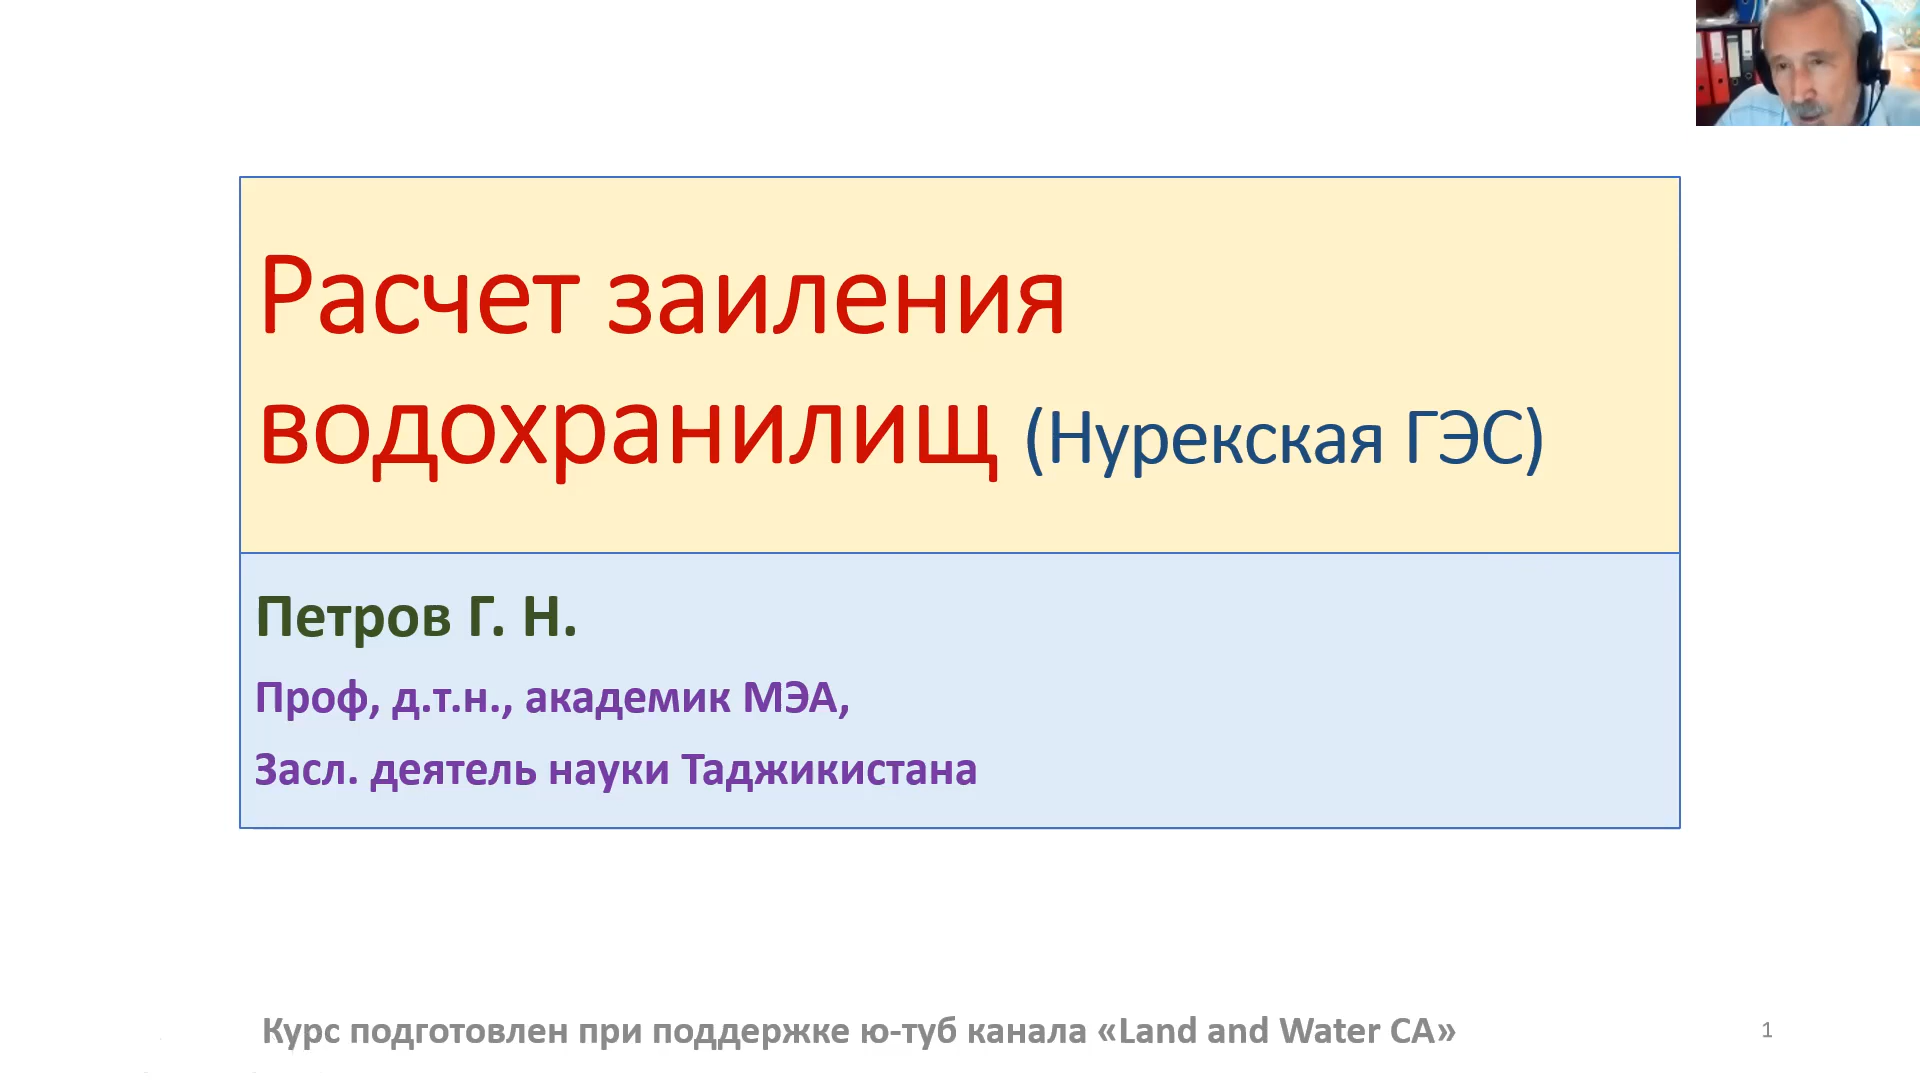 Расчет заиления
водохранилищ (Нурекская ГЭС)
Петров Г. Н.
Проф, д.т.н., академик МЭА,
Засл. деятель науки Таджикистана
Курс подготовлен при поддержке ю-туб канала «Land and Water CA»
1